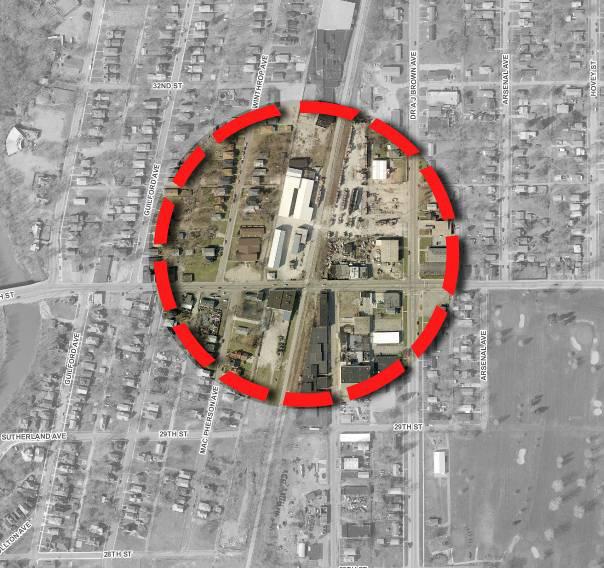 32ND ST
WINTHROP AVE
DR A J BROWN AVE
ARSENAL AVE
HOVEY ST
GUILFORD AVE
H ST
GUILFORD AVE
ARSENAL AVE
MAC PHERSON AVE
SUTHERLAND AVE
29TH ST
29TH ST
28TH ST